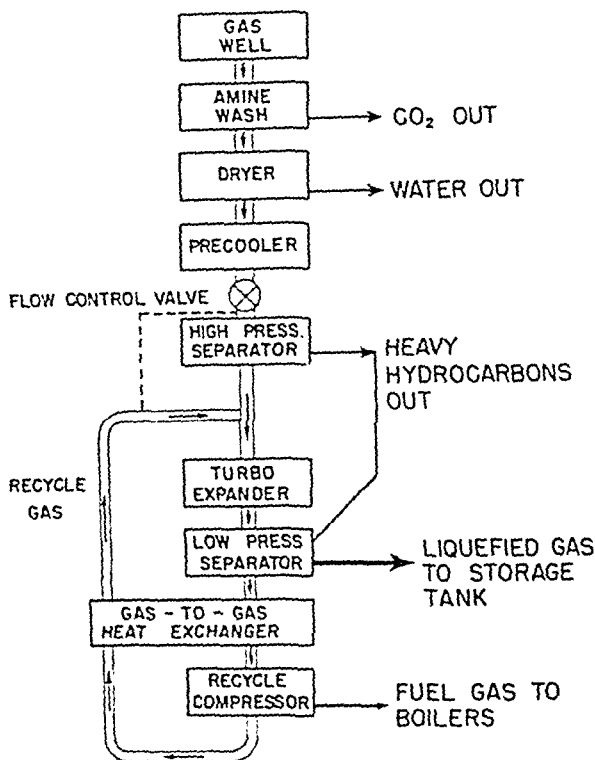 GAS
WELL
AMINE
WASH
CO₂ OUT
DRYER
WATER OUT
PRECOOLER
FLOW CONTROL VALVE
HIGH PRESS.
SEPARATOR
HEAVY
HYDROCARBONS
OUT
RECYCLE
GAS
TURBO
EXPANDER
LOW PRESS
SEPARATOR
LIQUEFIED GAS
TO STORAGE
TANK
GAS - TO - GAS
HEAT EXCHANGER
RECYCLE
COMPRESSOR
FUEL GAS TO
BOILERS